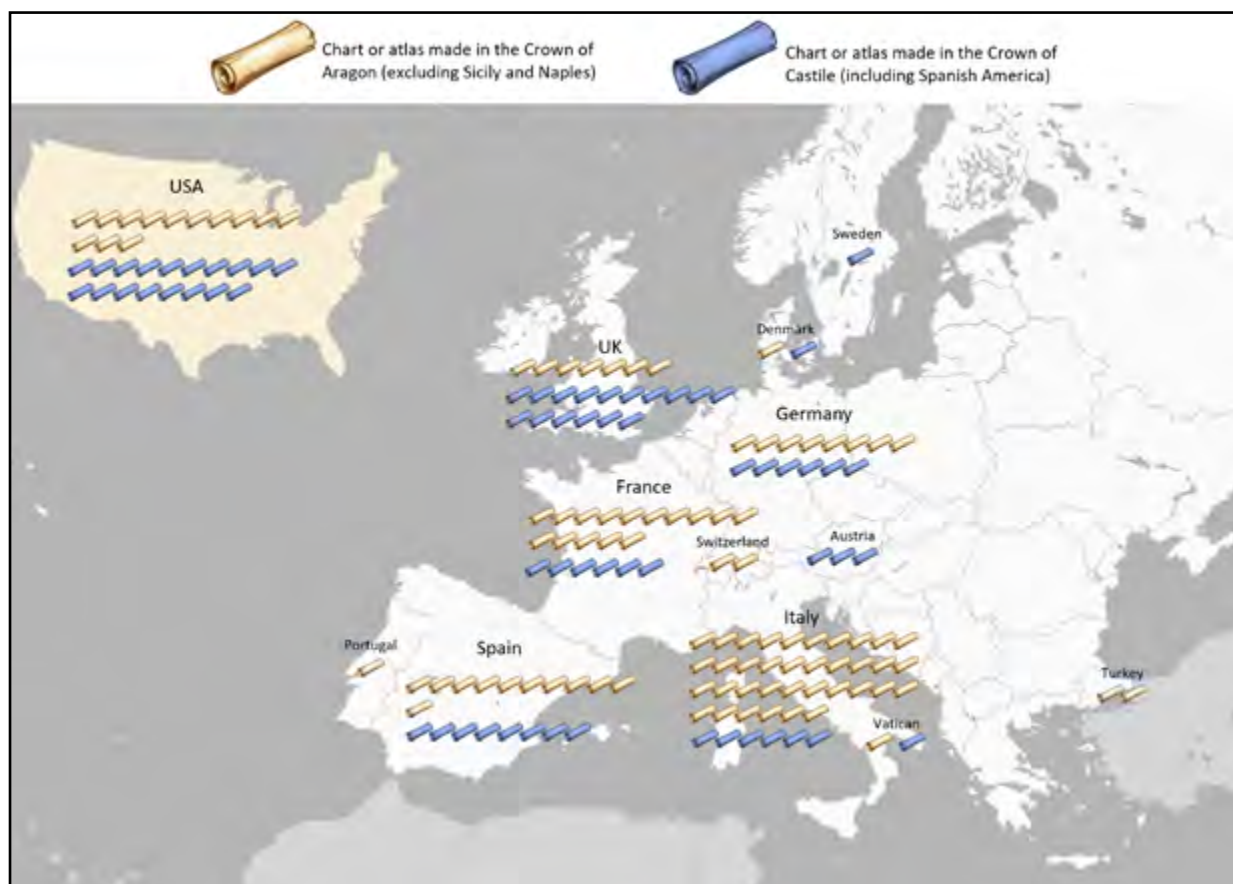 Chart or atlas made in the Crown of
Aragon (excluding Sicily and Naples)
Chart or atlas made in the Crown of
Castile (including Spanish America)
USA
Sweden
Denmark
UK
Germany
France
Switzerland
Austria
Italy
Portugal
Spain
Turkey
Vatican